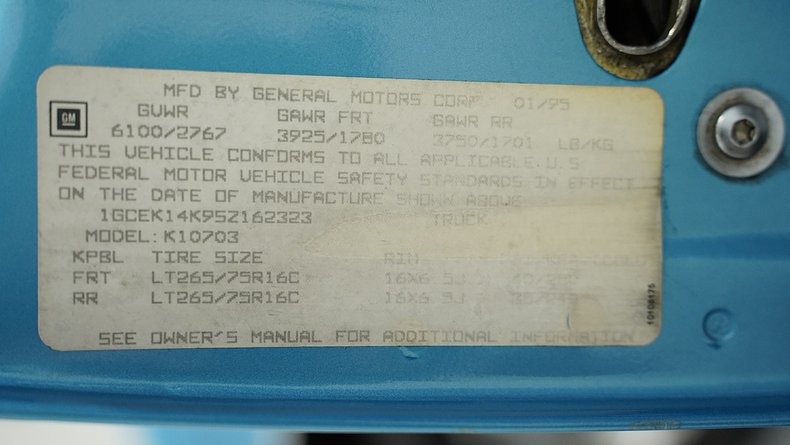 MFD BY GENERAL MOTORS CORP 01/95
GM
GVWR GAWR FRT GAWR RR
6100/2767 3925/1780 3750/1701 LB/KG
THIS VEHICLE CONFORMS TO ALL APPLICABLE U.S
FEDERAL MOTOR VEHICLE SAFETY STANDARDS IN EFFECT
ON THE DATE OF MANUFACTURE SHOWN ABOVE
1GCEK14K9SZ162323 TRUCK
MODEL: K10703
KPBL TIRE SIZE RIM
FRT LT265/75R16C 16X6 5J
RR LT265/75R16C 16X6 5J
10106175
SEE OWNER'S MANUAL FOR ADDITIONAL INFORMATION